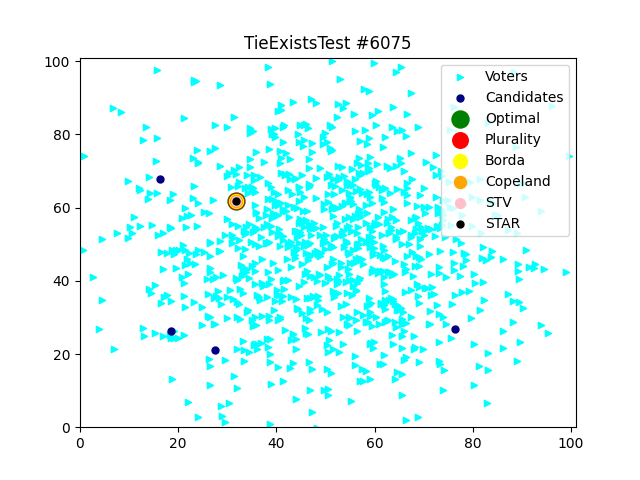 TieExistsTest #6075
Voters
Candidates
Optimal
Plurality
Borda
Copeland
STV
STAR
100
80
60
40
20
0
0 20 40 60 80 100